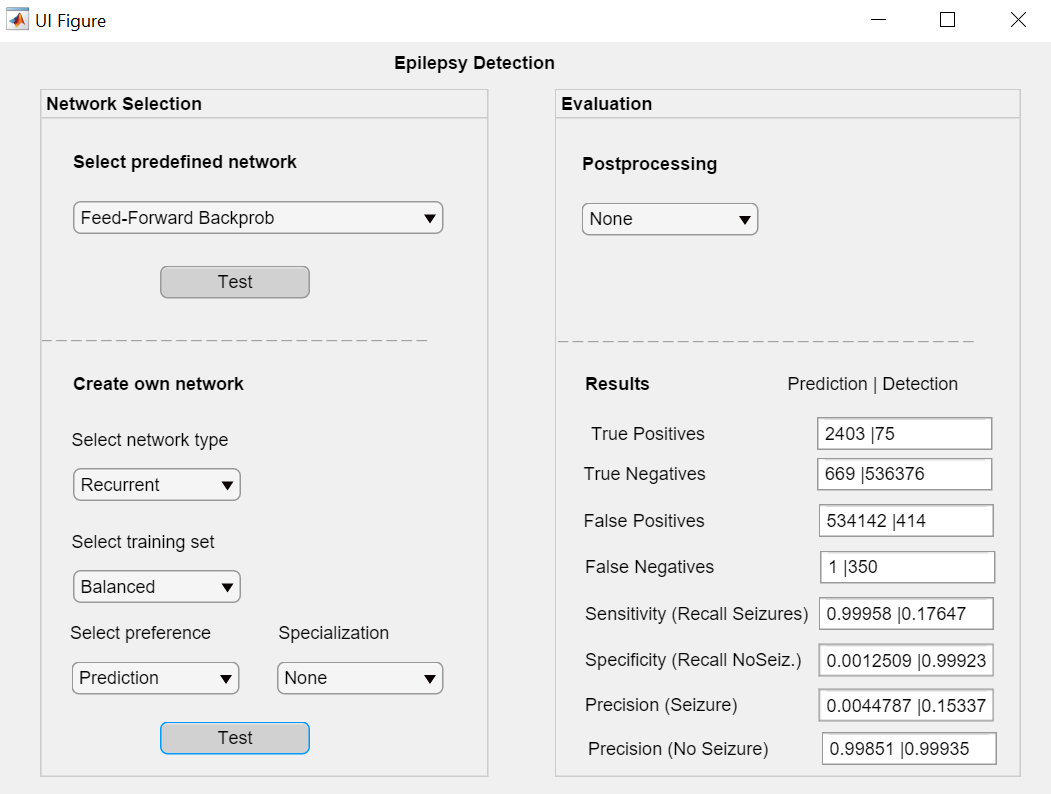 UI Figure
Epilepsy Detection
Network Selection
Select predefined network
Feed-Forward Backprob
Test
Create own network
Select network type
Recurrent
Select training set
Balanced
Select preference Specialization
Prediction None
Test
Evaluation
Postprocessing
None
Results Prediction | Detection
True Positives 2403 |75
True Negatives 669 |536376
False Positives 534142 |414
False Negatives 1 |350
Sensitivity (Recall Seizures) 0.99958 |0.17647
Specificity (Recall NoSeiz.) 0.0012509 |0.99923
Precision (Seizure) 0.0044787 |0.15337
Precision (No Seizure) 0.99851 |0.99935